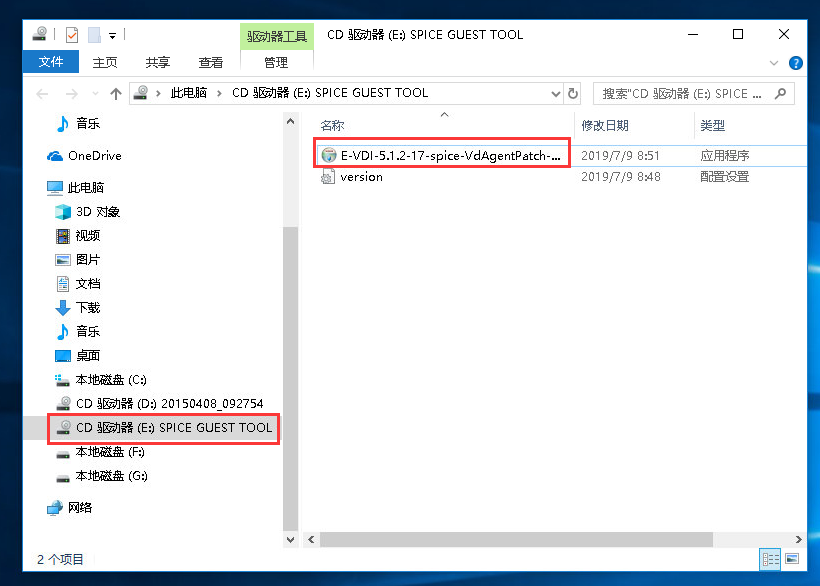 驱动器工具
CD 驱动器 (E:) SPICE GUEST TOOL
文件 主页 共享 查看 管理
此电脑 CD 驱动器 (E:) SPICE GUEST TOOL
搜索"CD 驱动器 (E:) SPICE ...
音乐
OneDrive
此电脑
3D 对象
视频
图片
文档
下载
音乐
桌面
本地磁盘 (C:)
CD 驱动器 (D:) 20150408_092754
CD 驱动器 (E:) SPICE GUEST TOOL
本地磁盘 (F:)
本地磁盘 (G:)
网络
名称 修改日期 类型
E-VDI-5.1.2-17-spice-VdAgentPatch-... 2019/7/9 8:51 应用程序
version 2019/7/9 8:48 配置设置
2 个项目